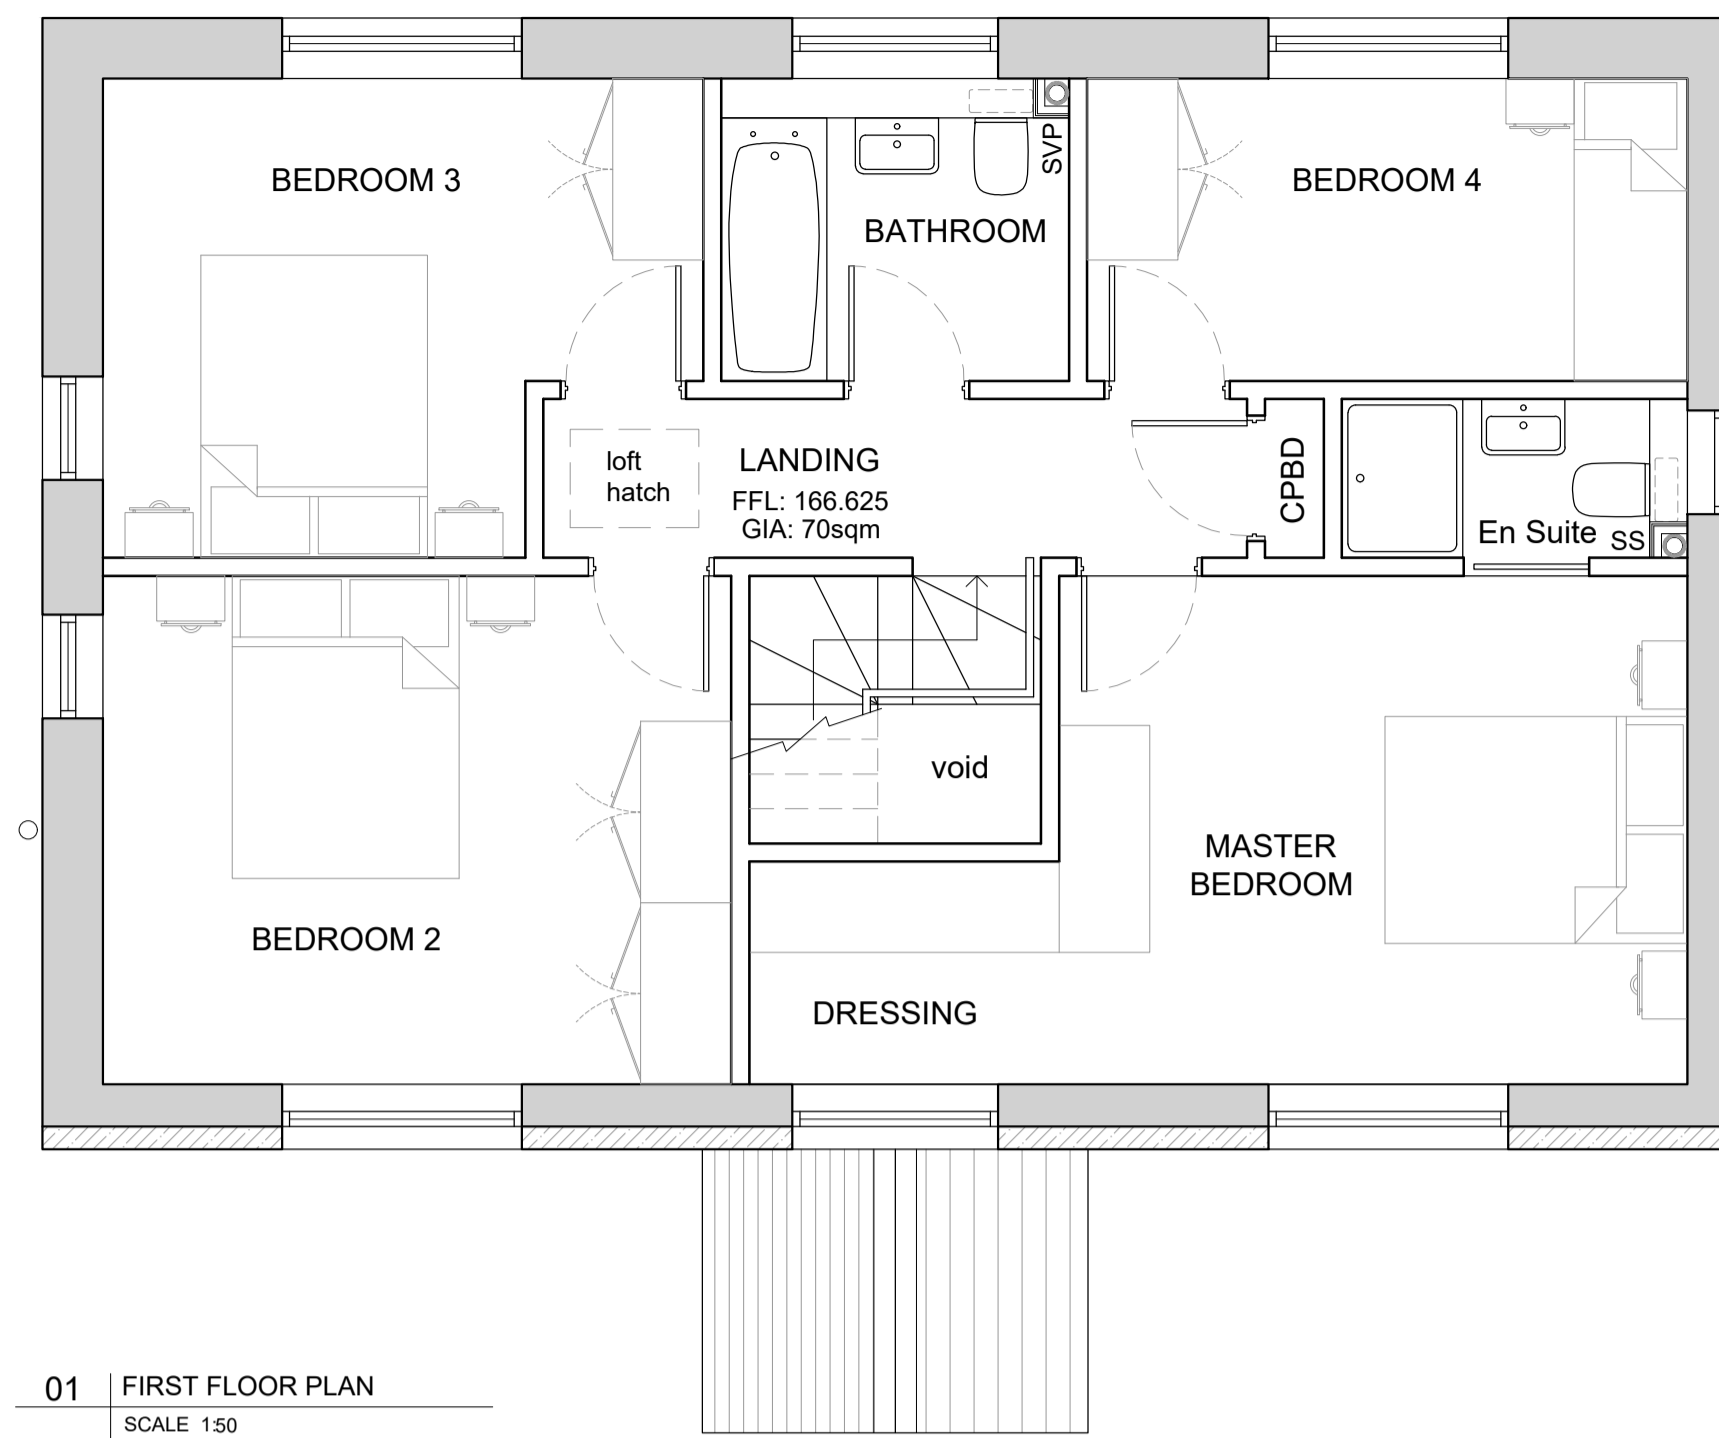 BEDROOM 3
BEDROOM 4
SVP
BATHROOM
loft
hatch
LANDING
FFL: 166.625
GIA: 70sqm
CPBD
En Suite
SS
void
MASTER
BEDROOM
BEDROOM 2
DRESSING
01
FIRST FLOOR PLAN
SCALE 1:50